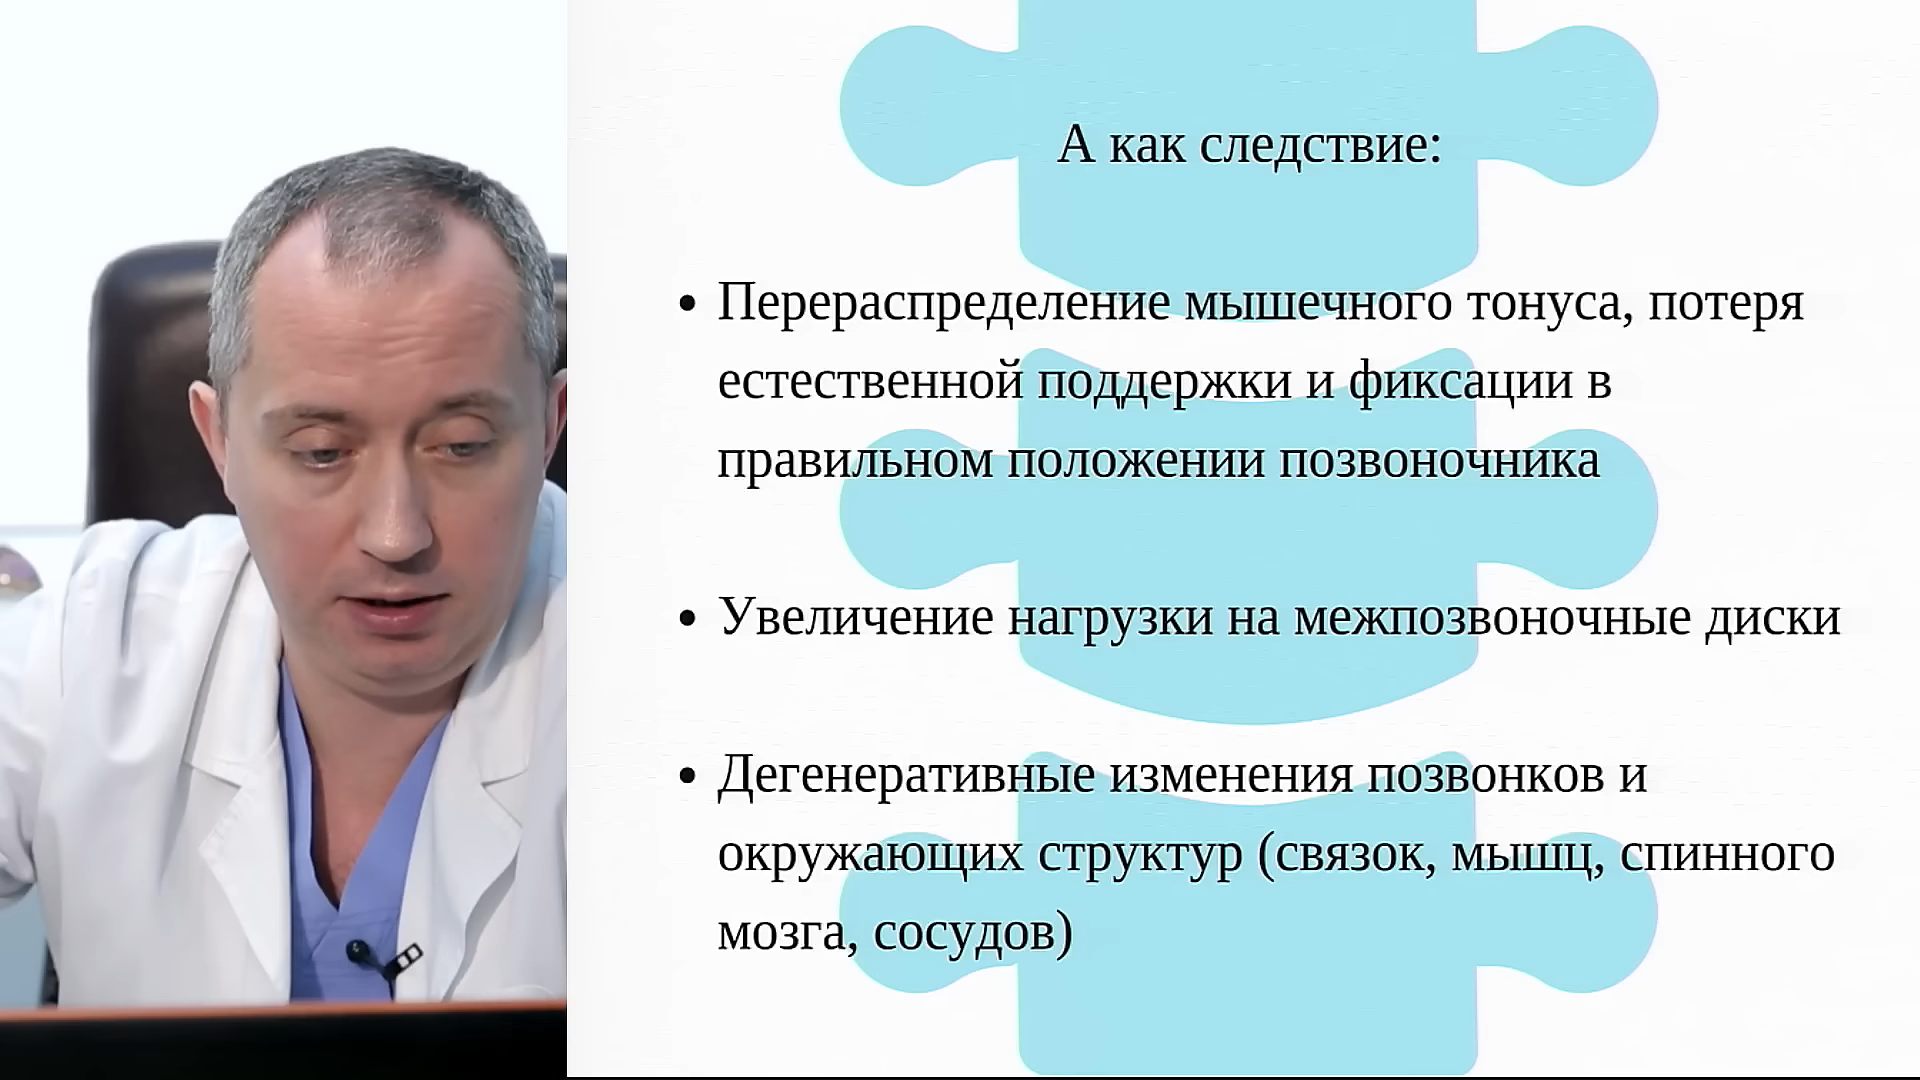 А как следствие:
• Перераспределение мышечного тонуса, потеря
естественной поддержки и фиксации в
правильном положении позвоночника
• Увеличение нагрузки на межпозвоночные диски
• Дегенеративные изменения позвонков и
окружающих структур (связок, мышц, спинного
мозга, сосудов)